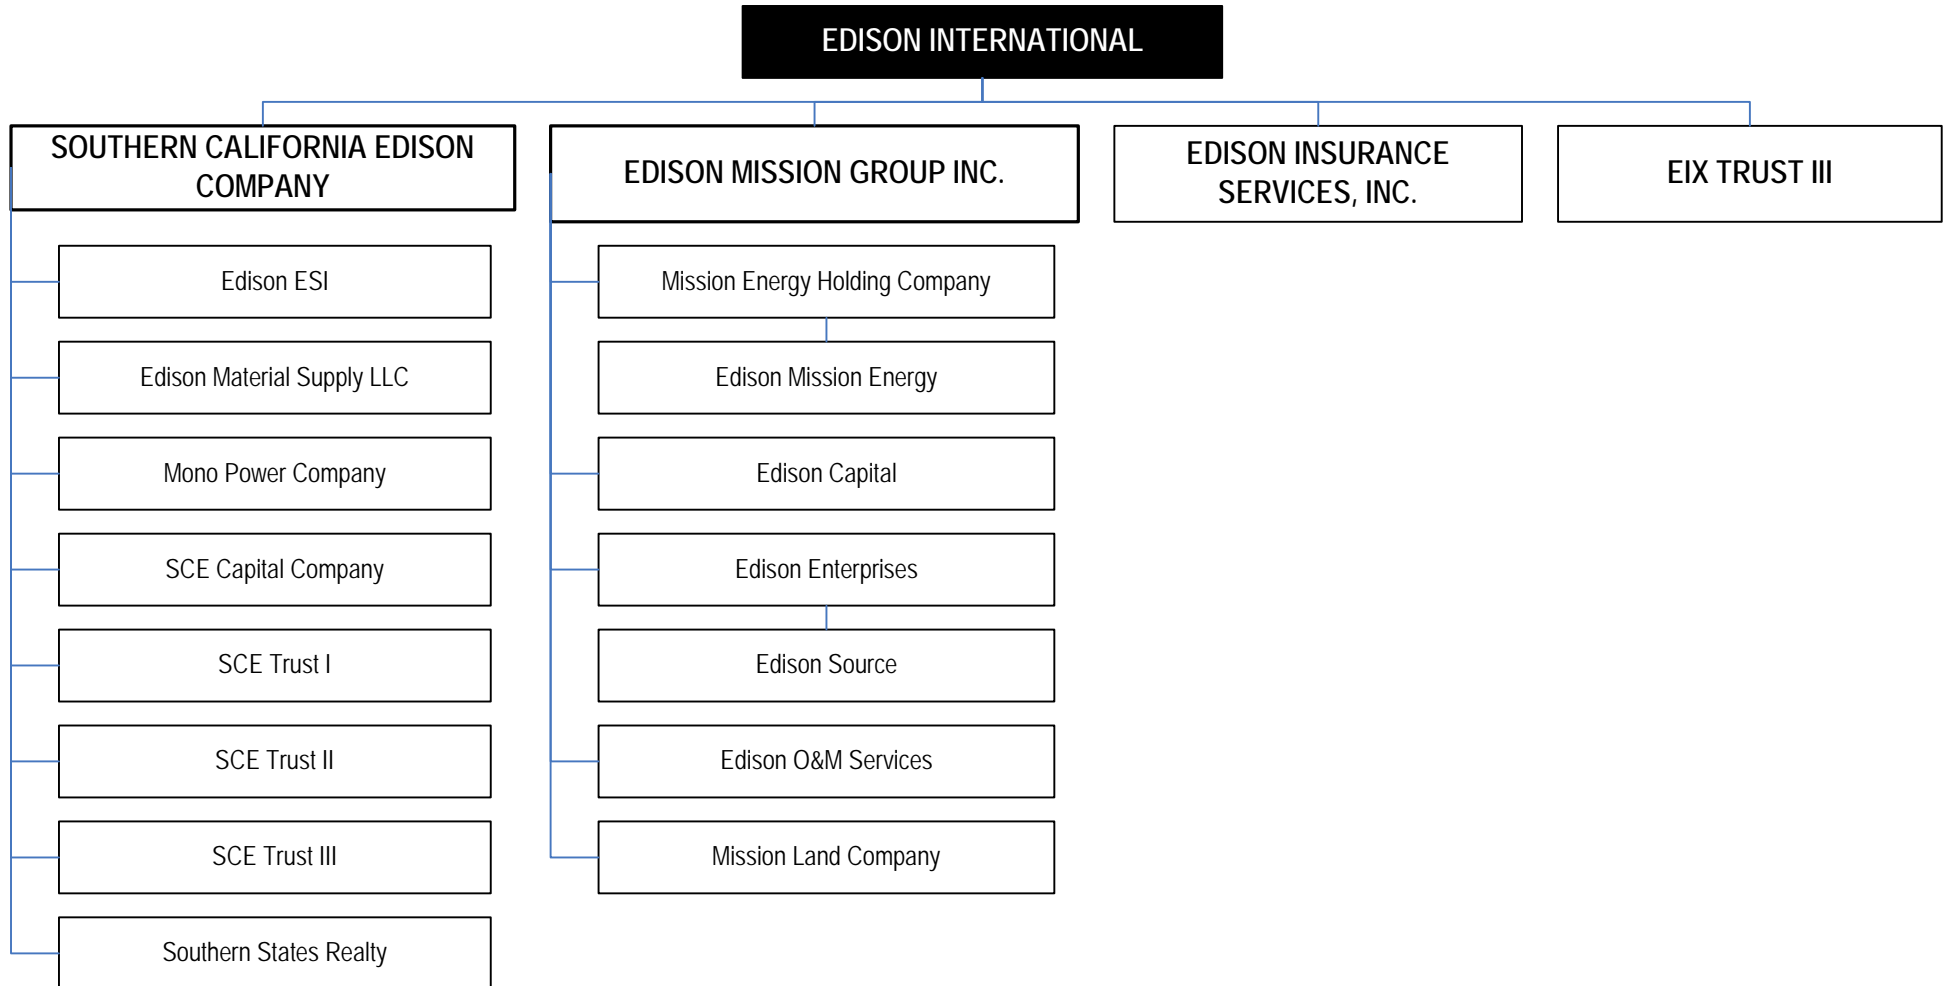 EDISON INTERNATIONAL
SOUTHERN CALIFORNIA EDISON
COMPANY
EDISON MISSION GROUP INC.
EDISON INSURANCE
SERVICES, INC.
EIX TRUST III
Edison ESI
Edison Material Supply LLC
Mono Power Company
SCE Capital Company
SCE Trust I
SCE Trust II
SCE Trust III
Southern States Realty
Mission Energy Holding Company
Edison Mission Energy
Edison Capital
Edison Enterprises
Edison Source
Edison O&M Services
Mission Land Company